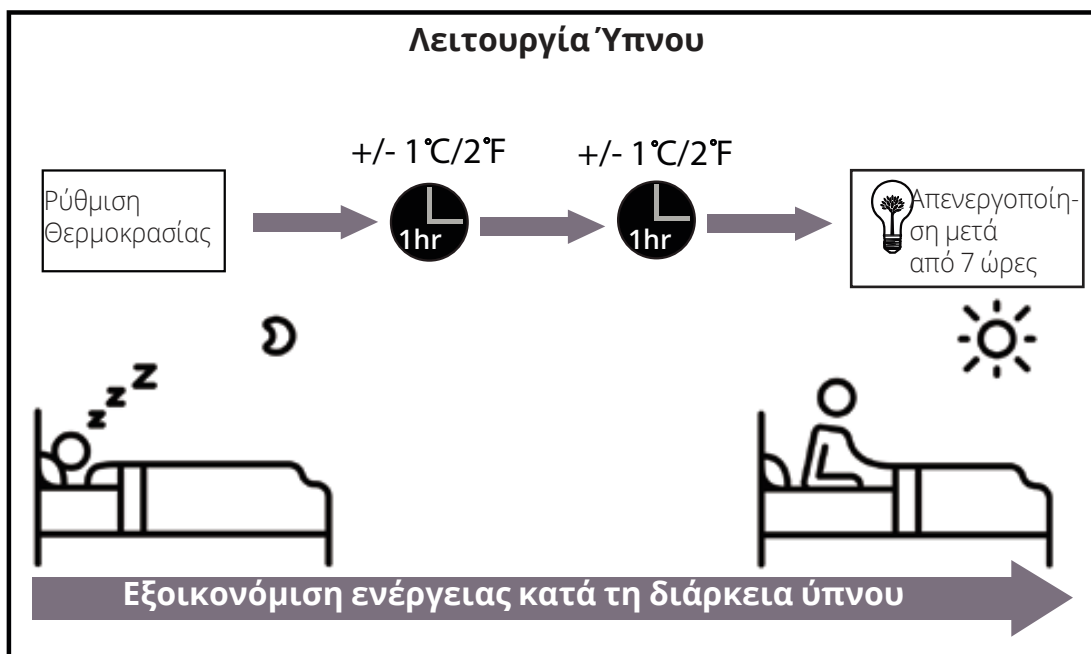 Λειτουργία Ύπνου
+/- 1℃/2℉ +/- 1℃/2℉
Ρύθμιση
Θερμοκρασίας
1hr
1hr
Απενεργοποίη-
ση μετά
από 7 ώρες
z z Z
Εξοικονόμιση ενέργειας κατά τη διάρκεια ύπνου